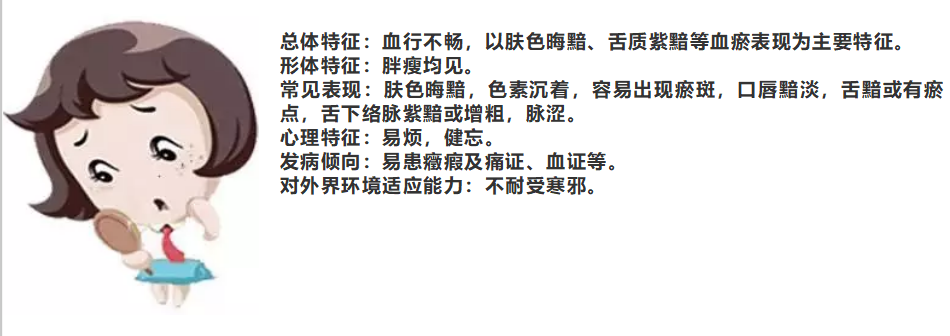 总体特征：血行不畅，以肤色晦黯、舌质紫黯等血瘀表现为主要特征。
形体特征：胖瘦均见。
常见表现：肤色晦黯，色素沉着，容易出现瘀斑，口唇黯淡，舌黯或有瘀
点，舌下络脉紫黯或增粗，脉涩。
心理特征：易烦，健忘。
发病倾向：易患癥瘕及痛证、血证等。
对外界环境适应能力：不耐受寒邪。